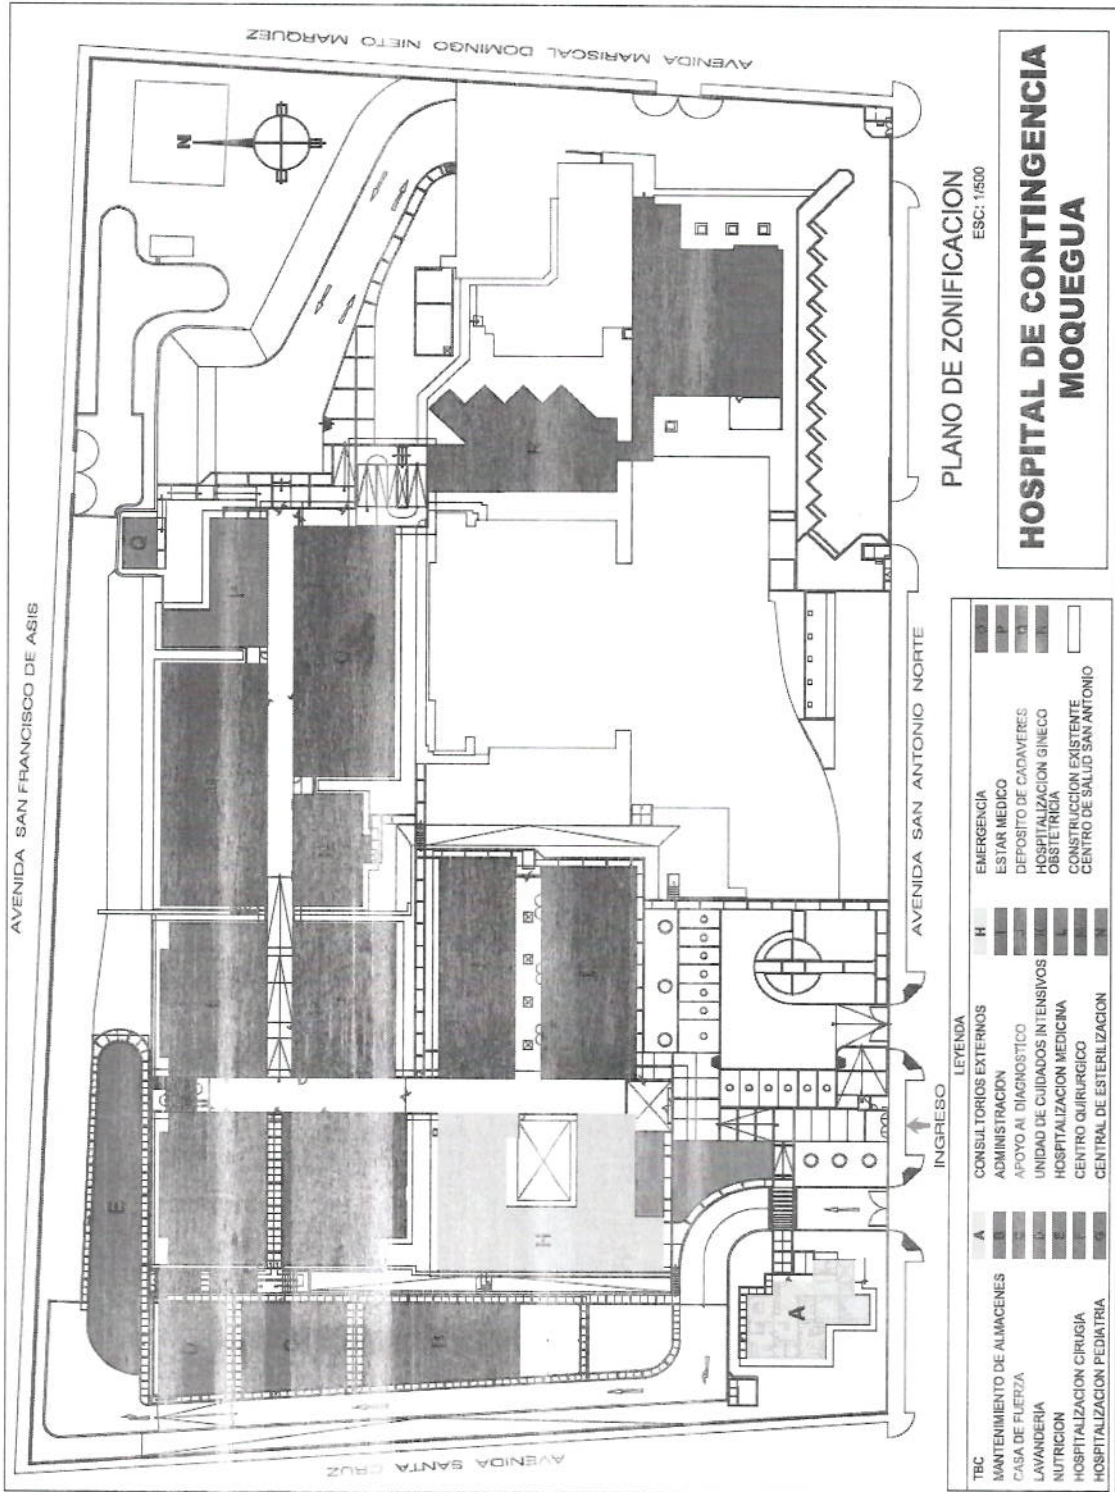 AVENIDA SAN FRANCISCO DE ASIS
AVENIDA MARISCAL DOMINGO NIETO MARQUEZ
N
AVENIDA SANTA CRUZ
AVENIDA SAN ANTONIO NORTE
INGRESO
E
Q
R
H
A
PLANO DE ZONIFICACION
ESC: 1/500
HOSPITAL DE CONTINGENCIA
MOQUEGUA
LEYENDA
TBC A
MANTENIMIENTO DE ALMACENES B
CASA DE FUERZA C
LAVANDERIA D
NUTRICION E
HOSPITALIZACION CIRUGIA F
HOSPITALIZACION PEDIATRIA G
CONSULTORIOS EXTERNOS H
ADMINISTRACION I
APOYO AL DIAGNOSTICO J
UNIDAD DE CUIDADOS INTENSIVOS K
HOSPITALIZACION MEDICINA L
CENTRO QUIRURGICO M
CENTRAL DE ESTERILIZACION N
EMERGENCIA O
ESTAR MEDICO P
DEPOSITO DE CADAVERES Q
HOSPITALIZACION GINECO R
OBSTETRICIA
CONSTRUCCION EXISTENTE
CENTRO DE SALUD SAN ANTONIO